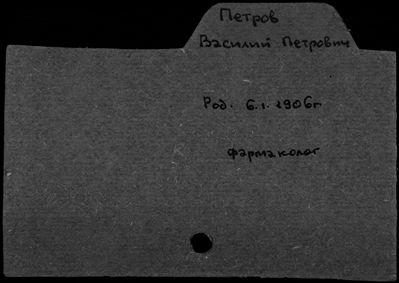 Петров
Василий Петрович
Род. 6.1.1906г
фармаколог